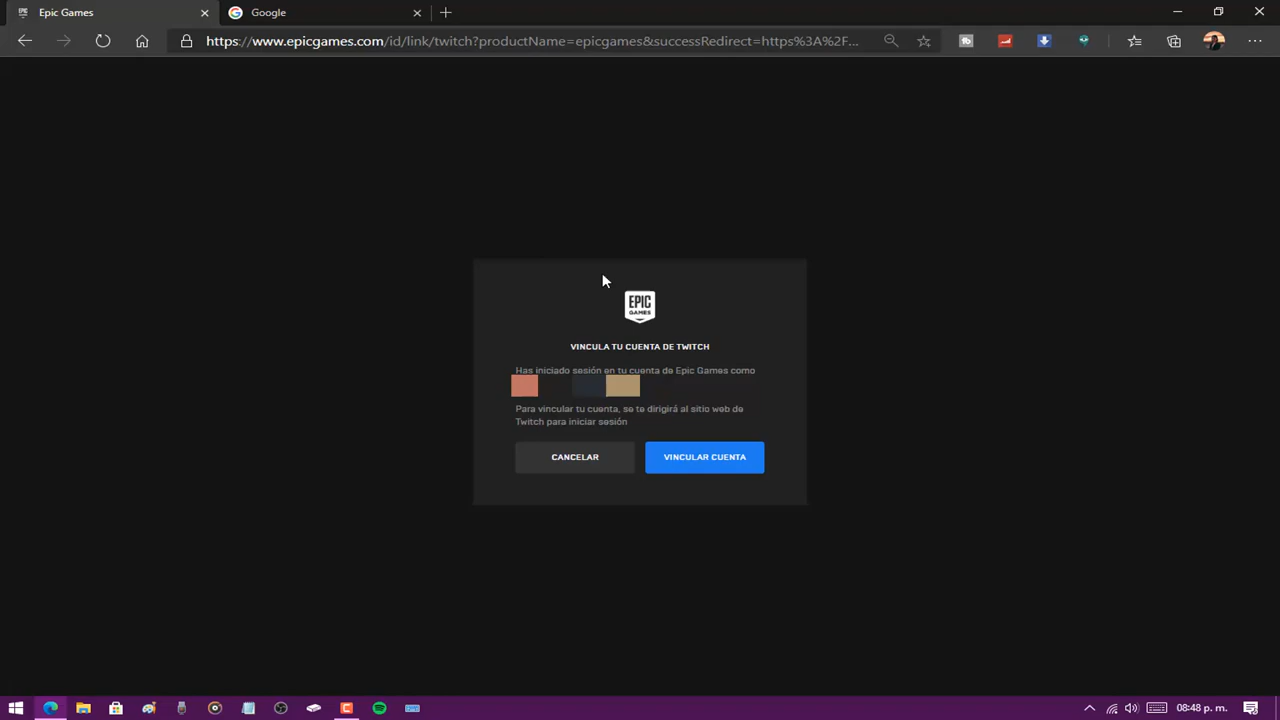 Epic Games
Google
https://www.epicgames.com/id/link/twitch?productName=epicgames&successRedirect=https%3A%2F...
EPIC
GAMES
VINCULA TU CUENTA DE TWITCH
Has iniciado sesión en tu cuenta de Epic Games como
Para vincular tu cuenta, se te dirigirá al sitio web de
Twitch para iniciar sesión
CANCELAR
VINCULAR CUENTA
08:48 p. m.